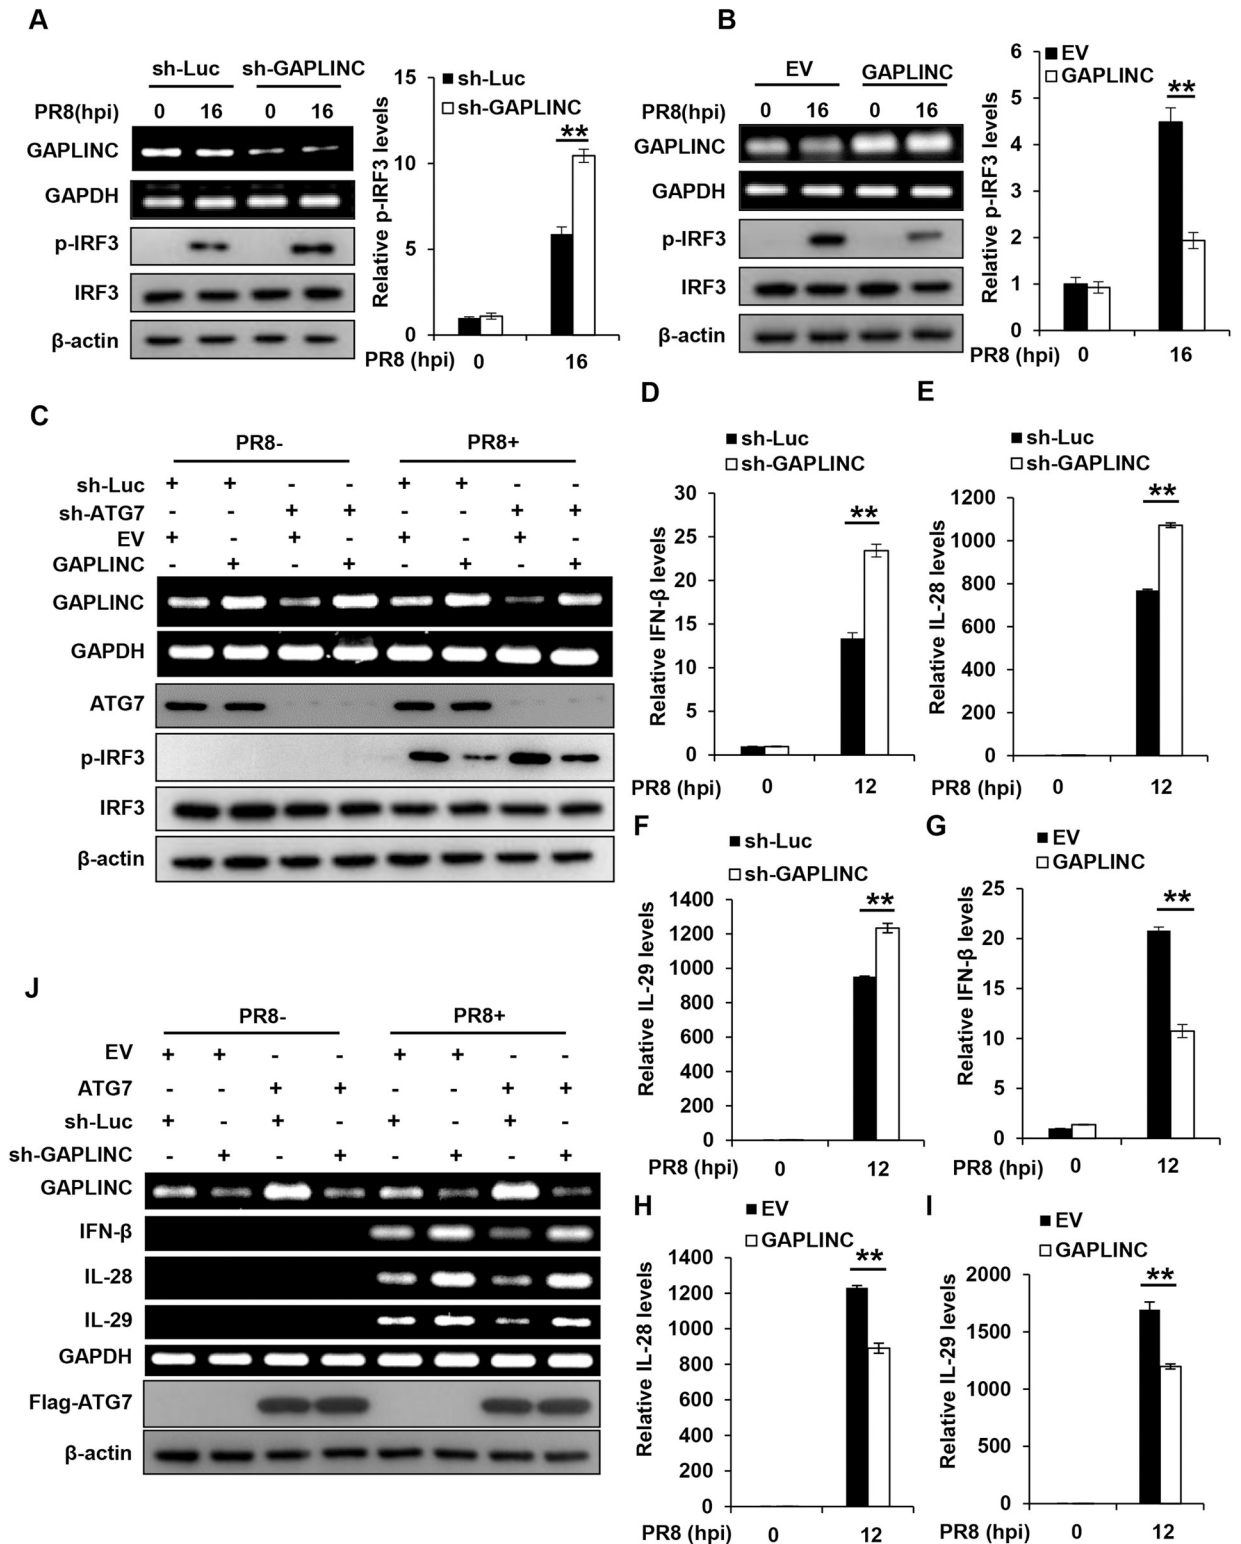 A
sh-Luc sh-GAPLINC
PR8(hpi) 0 16 0 16
GAPLINC
GAPDH
p-IRF3
IRF3
β-actin
sh-Luc
sh-GAPLINC
Relative p-IRF3 levels
15
10
5
0
**
PR8 (hpi) 0 16
B
EV GAPLINC
PR8(hpi) 0 16 0 16
GAPLINC
GAPDH
p-IRF3
IRF3
β-actin
EV
GAPLINC
Relative p-IRF3 levels
6
5
4
3
2
1
0
**
PR8 (hpi) 0 16
C
PR8- PR8+
sh-Luc + + - - + + - -
sh-ATG7 - - + + - - + +
EV + - + - + - + -
GAPLINC - + - + - + - +
GAPLINC
GAPDH
ATG7
p-IRF3
IRF3
β-actin
D
sh-Luc
sh-GAPLINC
Relative IFN-β levels
30
25
20
15
10
5
0
**
PR8 (hpi) 0 12
E
sh-Luc
sh-GAPLINC
Relative IL-28 levels
1200
1000
800
600
400
200
0
**
PR8 (hpi) 0 12
F
sh-Luc
sh-GAPLINC
Relative IL-29 levels
1400
1200
1000
800
600
400
200
0
**
PR8 (hpi) 0 12
G
EV
GAPLINC
Relative IFN-β levels
25
20
15
10
5
0
**
PR8 (hpi) 0 12
J
PR8- PR8+
EV + + - - + + - -
ATG7 - - + + - - + +
sh-Luc + - + - + - + -
sh-GAPLINC - + - + - + - +
GAPLINC
IFN-β
IL-28
IL-29
GAPDH
Flag-ATG7
β-actin
H
EV
GAPLINC
Relative IL-28 levels
1400
1200
1000
800
600
400
200
0
**
PR8 (hpi) 0 12
I
EV
GAPLINC
Relative IL-29 levels
2000
1500
1000
500
0
**
PR8 (hpi) 0 12